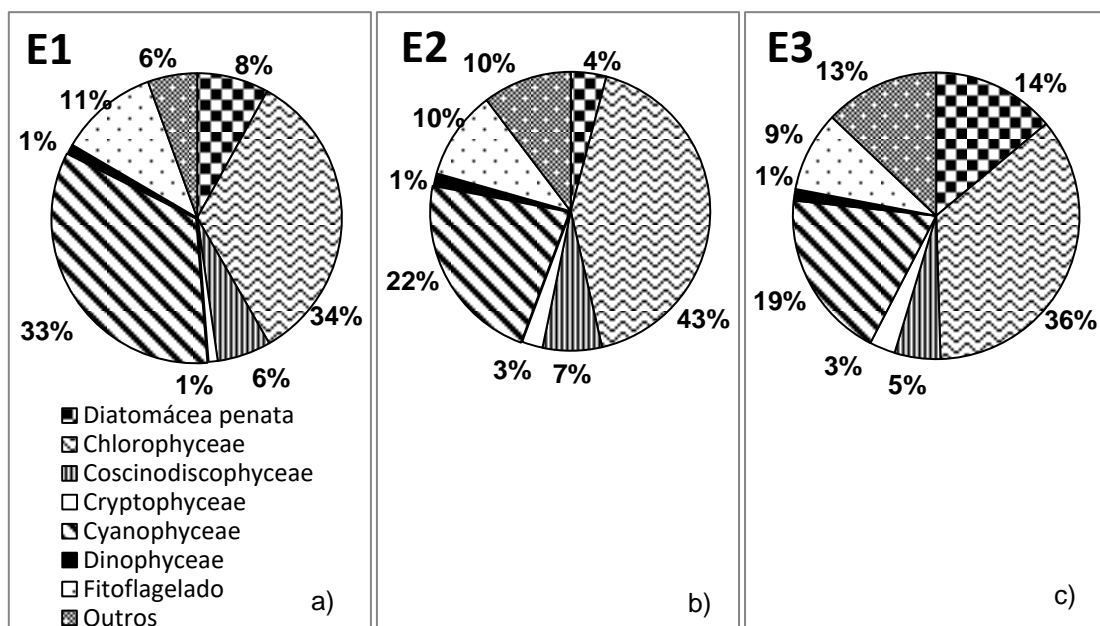 E1
6%
8%
11%
1%
33%
34%
1%
6%
Diatomácea penata
Chlorophyceae
Coscinodiscophyceae
Cryptophyceae
Cyanophyceae
Dinophyceae
Fitoflagelado
Outros
a)
E2
10%
4%
10%
1%
22%
43%
3%
7%
b)
E3
13%
14%
9%
1%
19%
36%
3%
5%
c)